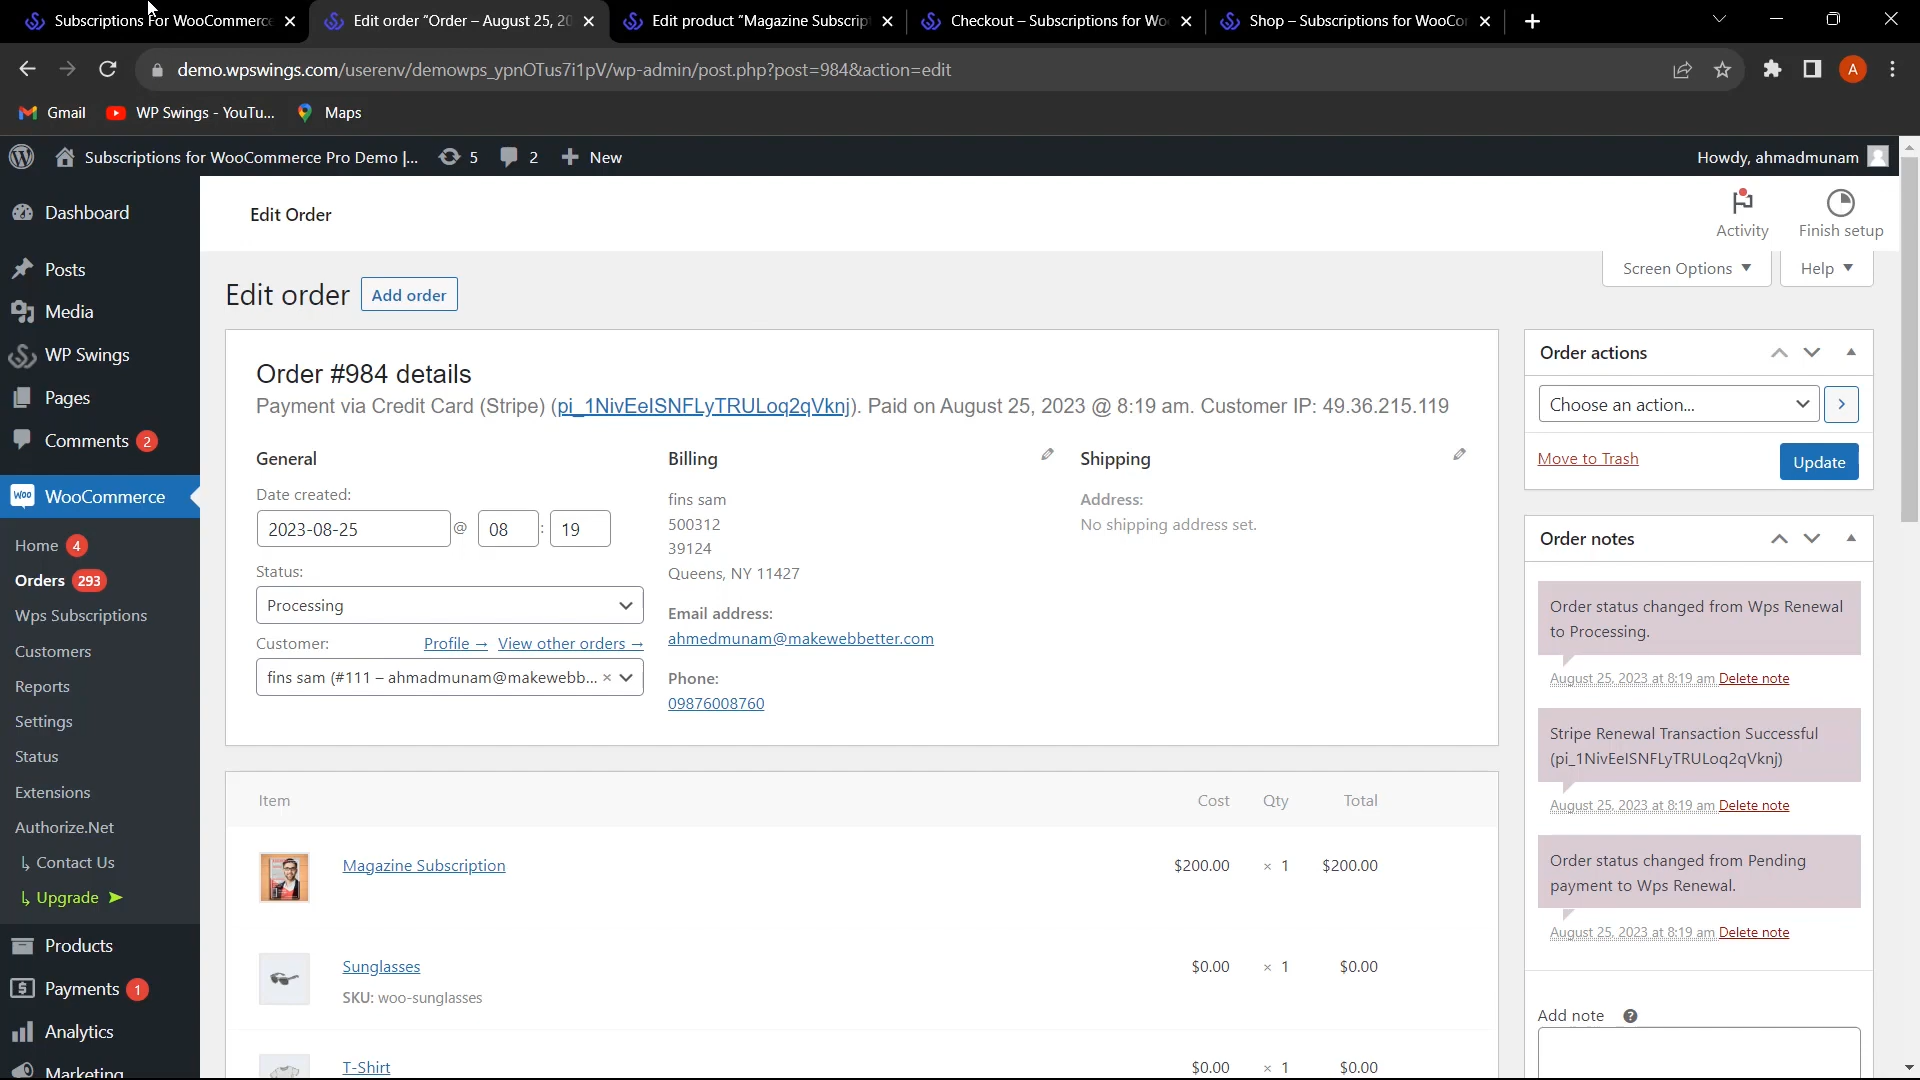 Subscriptions For WooCommerce
Edit order "Order – August 25, 20
Edit product "Magazine Subscrip
Checkout – Subscriptions for Wo
Shop – Subscriptions for WooCo
demo.wpswings.com/userenv/demowps_ypnOTus7i1pV/wp-admin/post.php?post=984&action=edit
A
Gmail
WP Swings - YouTu...
Maps
Subscriptions for WooCommerce Pro Demo |...
5
2
New
Howdy, ahmadmunam
Dashboard
Posts
Media
WP Swings
Pages
Comments 2
WooCommerce
Home 4
Orders 293
Wps Subscriptions
Customers
Reports
Settings
Status
Extensions
Authorize.Net
↳ Contact Us
↳ Upgrade ➤
Products
Payments 1
Analytics
Marketing
Edit Order
Activity
Finish setup
Screen Options ▼
Help ▼
Edit order
Add order
Order #984 details
Payment via Credit Card (Stripe) (pi_1NivEeISNFLyTRULoq2qVknj). Paid on August 25, 2023 @ 8:19 am. Customer IP: 49.36.215.119
General
Date created:
2023-08-25 @ 08 : 19
Status:
Processing
Customer: Profile → View other orders →
fins sam (#111 – ahmadmunam@makewebb... ×
Billing
fins sam
500312
39124
Queens, NY 11427
Email address:
ahmedmunam@makewebbetter.com
Phone:
09876008760
Shipping
Address:
No shipping address set.
Item Cost Qty Total
Magazine Subscription $200.00 × 1 $200.00
Sunglasses $0.00 × 1 $0.00
SKU: woo-sunglasses
T-Shirt $0.00 × 1 $0.00
Order actions
Choose an action...
Move to Trash
Update
Order notes
Order status changed from Wps Renewal
to Processing.
August 25, 2023 at 8:19 am Delete note
Stripe Renewal Transaction Successful
(pi_1NivEeISNFLyTRULoq2qVknj)
August 25, 2023 at 8:19 am Delete note
Order status changed from Pending
payment to Wps Renewal.
August 25, 2023 at 8:19 am Delete note
Add note ?